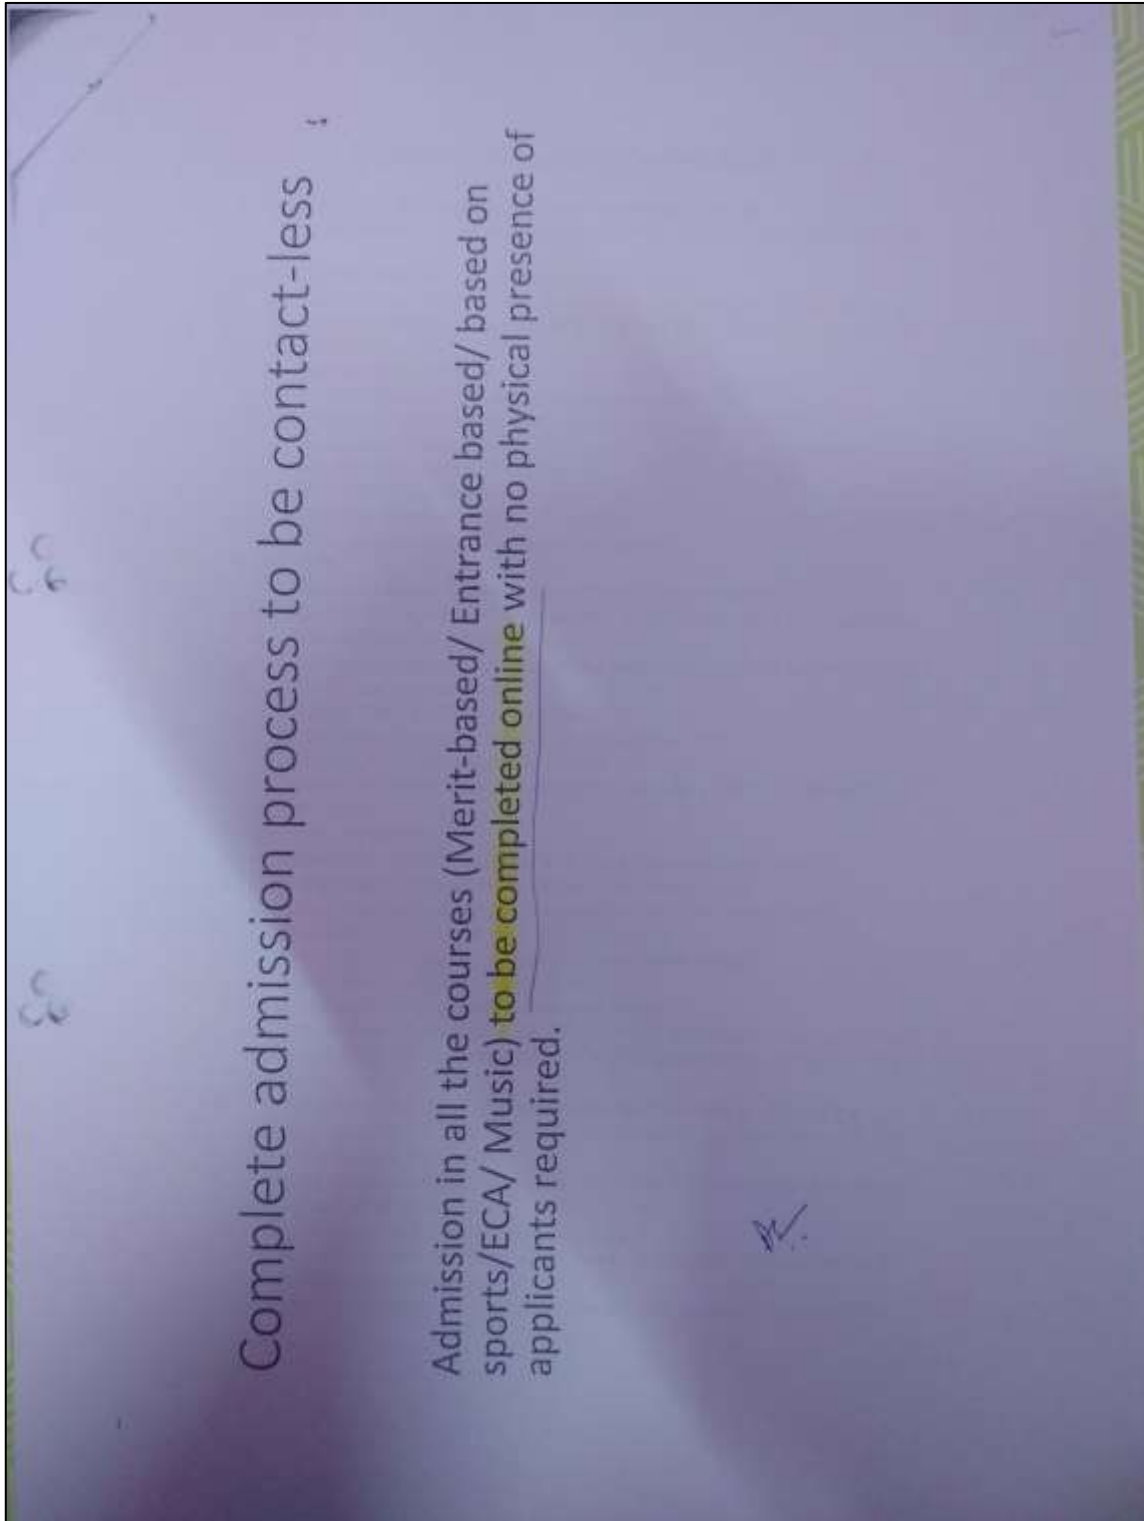 Complete admission process to be contact-less
Admission in all the courses (Merit-based/ Entrance based/ based on
sports/ECA/ Music) to be completed online with no physical presence of
applicants required.